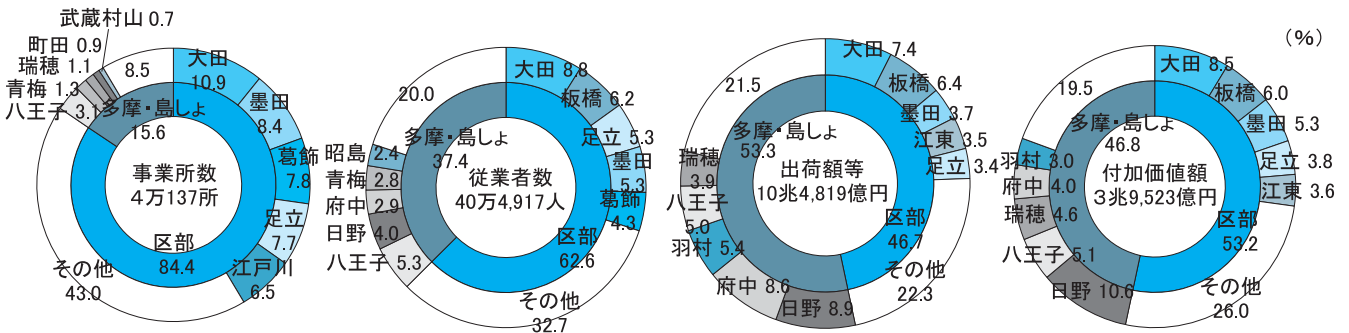 （％）
武蔵村山 0.7
町田 0.9
瑞穂 1.1
青梅 1.3
八王子 3.1
8.5
大田
10.9
墨田
8.4
葛飾
7.8
足立
7.7
江戸川
6.5
その他
43.0
多摩・島しょ
15.6
事業所数
4万137所
区部
84.4
大田 8.8
板橋 6.2
足立 5.3
墨田
5.3
葛飾
4.3
その他
32.7
八王子 5.3
日野 4.0
府中 2.9
青梅 2.8
昭島 2.4
20.0
多摩・島しょ
37.4
従業者数
40万4,917人
区部
62.6
大田 7.4
板橋 6.4
墨田 3.7
江東 3.5
足立 3.4
その他
22.3
日野 8.9
府中 8.6
羽村 5.4
八王子
5.0
瑞穂
3.9
21.5
多摩・島しょ
53.3
出荷額等
10兆4,819億円
区部
46.7
大田 8.5
板橋 6.0
墨田 5.3
足立 3.8
江東 3.6
その他
26.0
日野 10.6
八王子 5.1
瑞穂 4.6
府中 4.0
羽村 3.0
19.5
多摩・島しょ
46.8
付加価値額
3兆9,523億円
区部
53.2